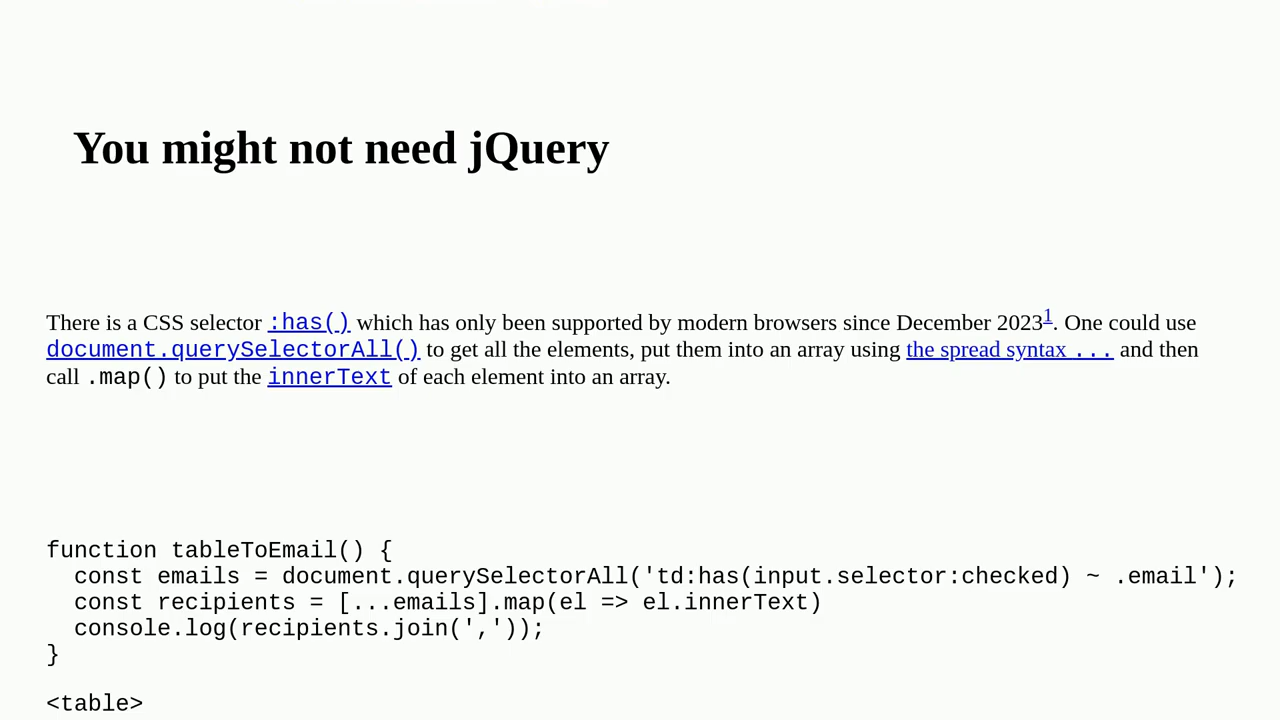 You might not need jQuery
There is a CSS selector :has() which has only been supported by modern browsers since December 20231. One could use
document.querySelectorAll() to get all the elements, put them into an array using the spread syntax ... and then
call .map() to put the innerText of each element into an array.
function tableToEmail() {
  const emails = document.querySelectorAll('td:has(input.selector:checked) ~ .email');
  const recipients = [...emails].map(el => el.innerText)
  console.log(recipients.join(','));
}
<table>